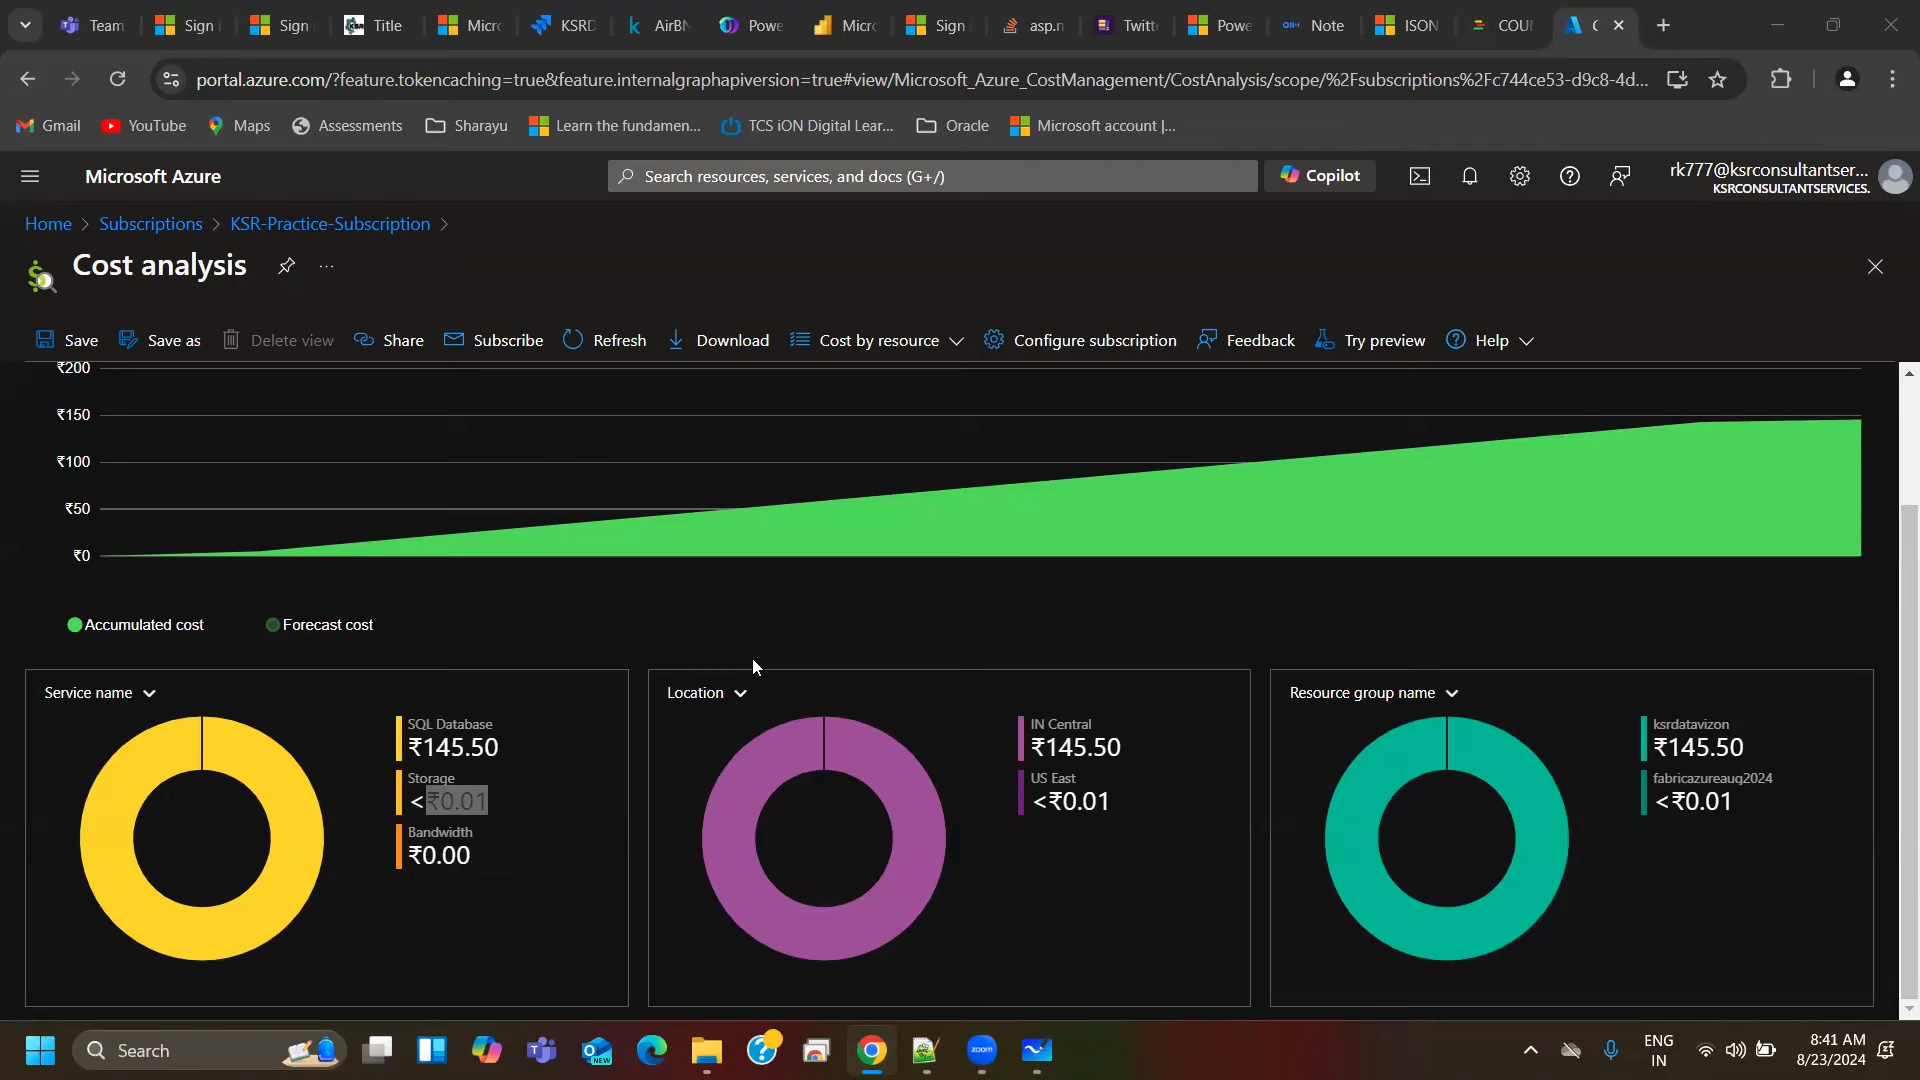 Team
Sign
Sign
Title
Micro
KSRD
AirBN
Powe
Micro
Sign
asp.n
Twitt
Powe
Note
ISON
COU
portal.azure.com/?feature.tokencaching=true&feature.internalgraphapiversion=true#view/Microsoft_Azure_CostManagement/CostAnalysis/scope/%2Fsubscriptions%2Fc744ce53-d9c8-4d...
Gmail
YouTube
Maps
Assessments
Sharayu
Learn the fundamen...
TCS iON Digital Lear...
Oracle
Microsoft account |...
Microsoft Azure
Search resources, services, and docs (G+/)
Copilot
rk777@ksrconsultantser...
KSRCONSULTANTSERVICES.
Home > Subscriptions > KSR-Practice-Subscription >
Cost analysis
Save
Save as
Delete view
Share
Subscribe
Refresh
Download
Cost by resource
Configure subscription
Feedback
Try preview
Help
₹200
₹150
₹100
₹50
₹0
Accumulated cost
Forecast cost
Service name
SQL Database
₹145.50
Storage
<₹0.01
Bandwidth
₹0.00
Location
IN Central
₹145.50
US East
<₹0.01
Resource group name
ksrdatavizon
₹145.50
fabricazureaug2024
<₹0.01
Search
NEW
zoom
ENG
IN
8:41 AM
8/23/2024